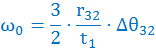 ω₀ = 3/2 · r₃₂/t₁ · Δθ₃₂